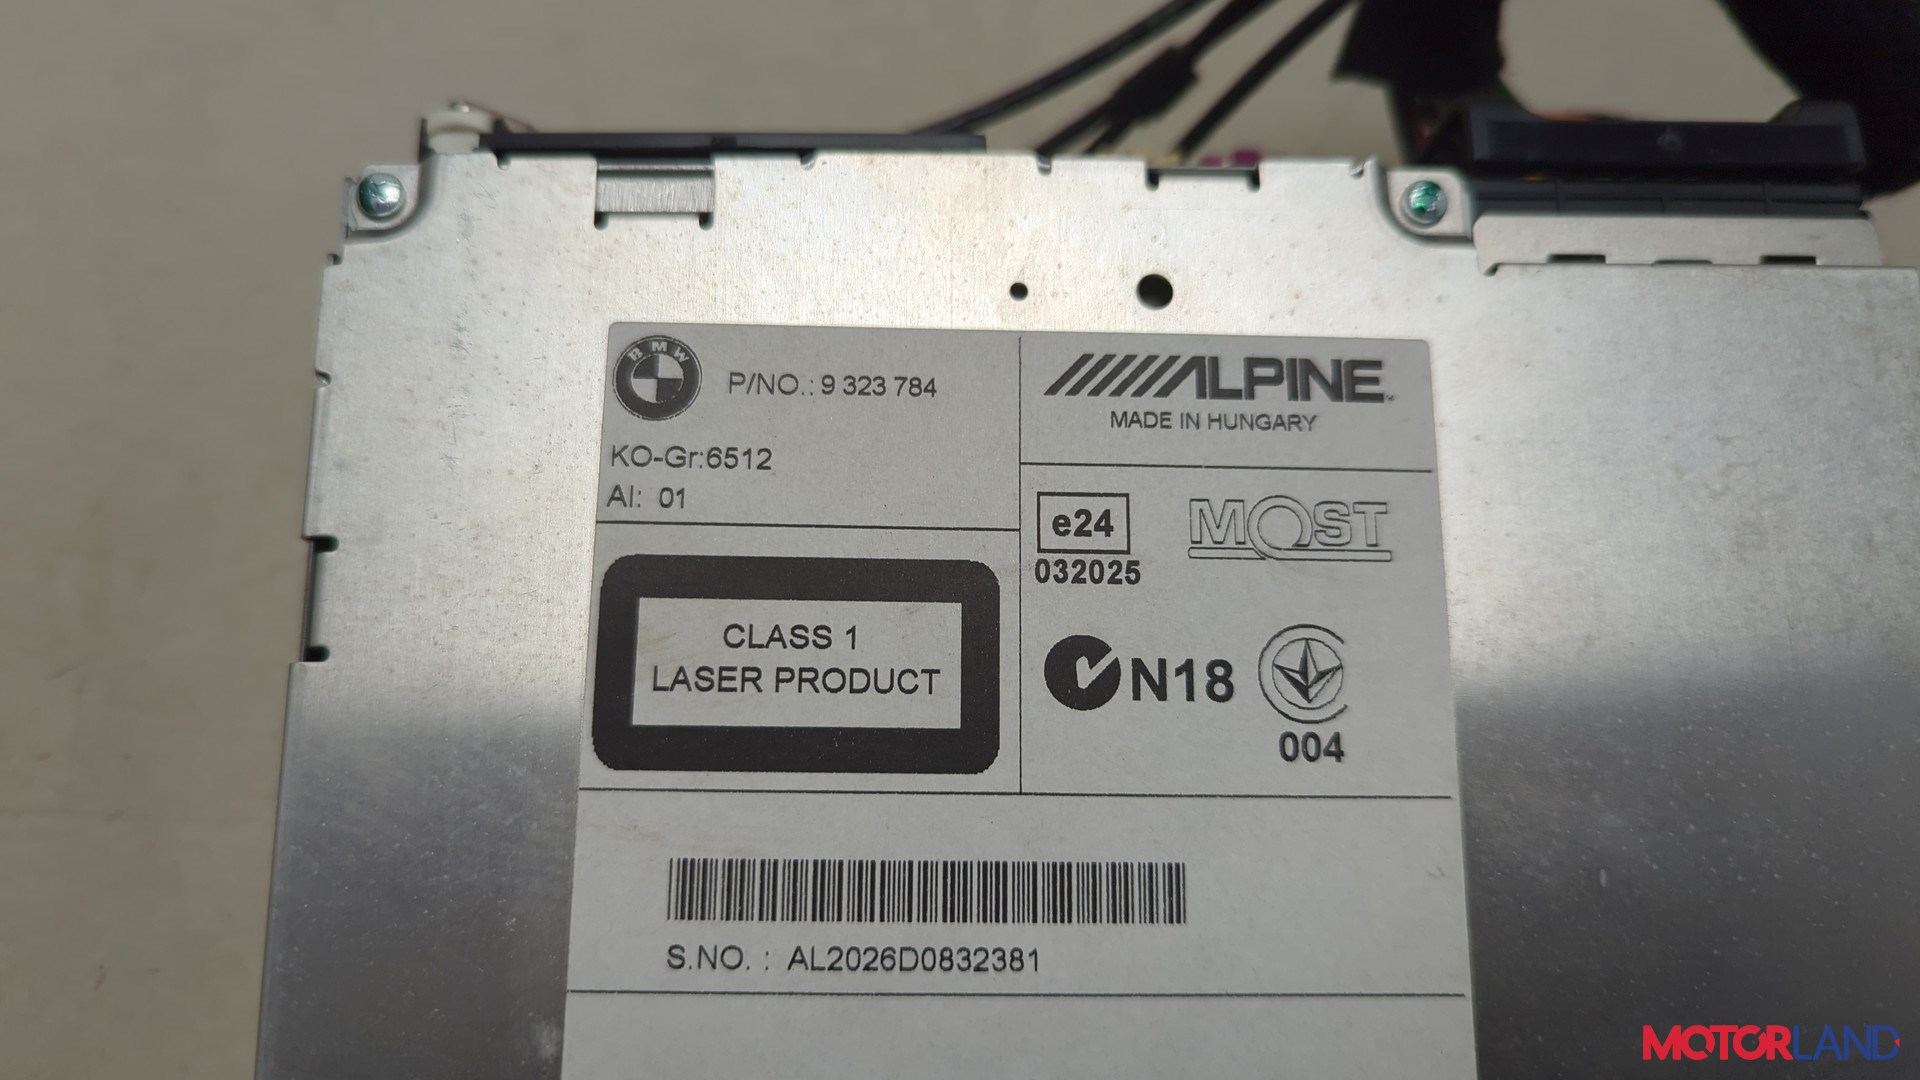 BMW
P/NO.: 9 323 784
KO-Gr:6512
AI: 01
ALPINE
MADE IN HUNGARY
e24
032025
MOST
CLASS 1
LASER PRODUCT
N18
004
S.NO. : AL2026D0832381
MOTORLAND